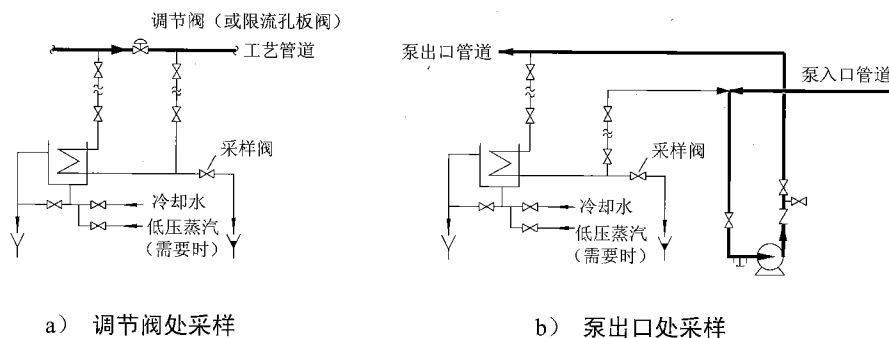 调节阀（或限流孔板阀）
工艺管道
采样阀
冷却水
低压蒸汽
（需要时）
a） 调节阀处采样
泵出口管道
泵入口管道
采样阀
冷却水
低压蒸汽
（需要时）
b） 泵出口处采样